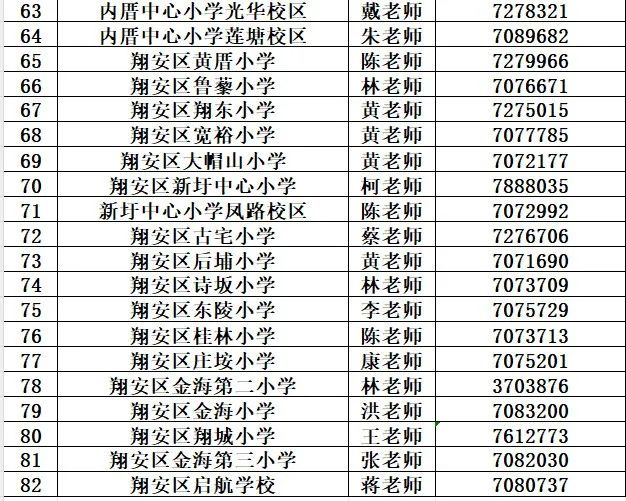 63 内厝中心小学光华校区 戴老师 7278321
64 内厝中心小学莲塘校区 朱老师 7089682
65 翔安区黄厝小学 陈老师 7279966
66 翔安区鲁藜小学 林老师 7076671
67 翔安区翔东小学 黄老师 7275015
68 翔安区宽裕小学 黄老师 7077785
69 翔安区大帽山小学 黄老师 7072177
70 翔安区新圩中心小学 柯老师 7888035
71 新圩中心小学凤路校区 陈老师 7072992
72 翔安区古宅小学 蔡老师 7276706
73 翔安区后埔小学 黄老师 7071690
74 翔安区诗坂小学 林老师 7073709
75 翔安区东陵小学 李老师 7075729
76 翔安区桂林小学 陈老师 7073713
77 翔安区庄垵小学 康老师 7075201
78 翔安区金海第二小学 林老师 3703876
79 翔安区金海小学 洪老师 7083200
80 翔安区翔城小学 王老师 7612773
81 翔安区金海第三小学 张老师 7082030
82 翔安区启航学校 蒋老师 7080737